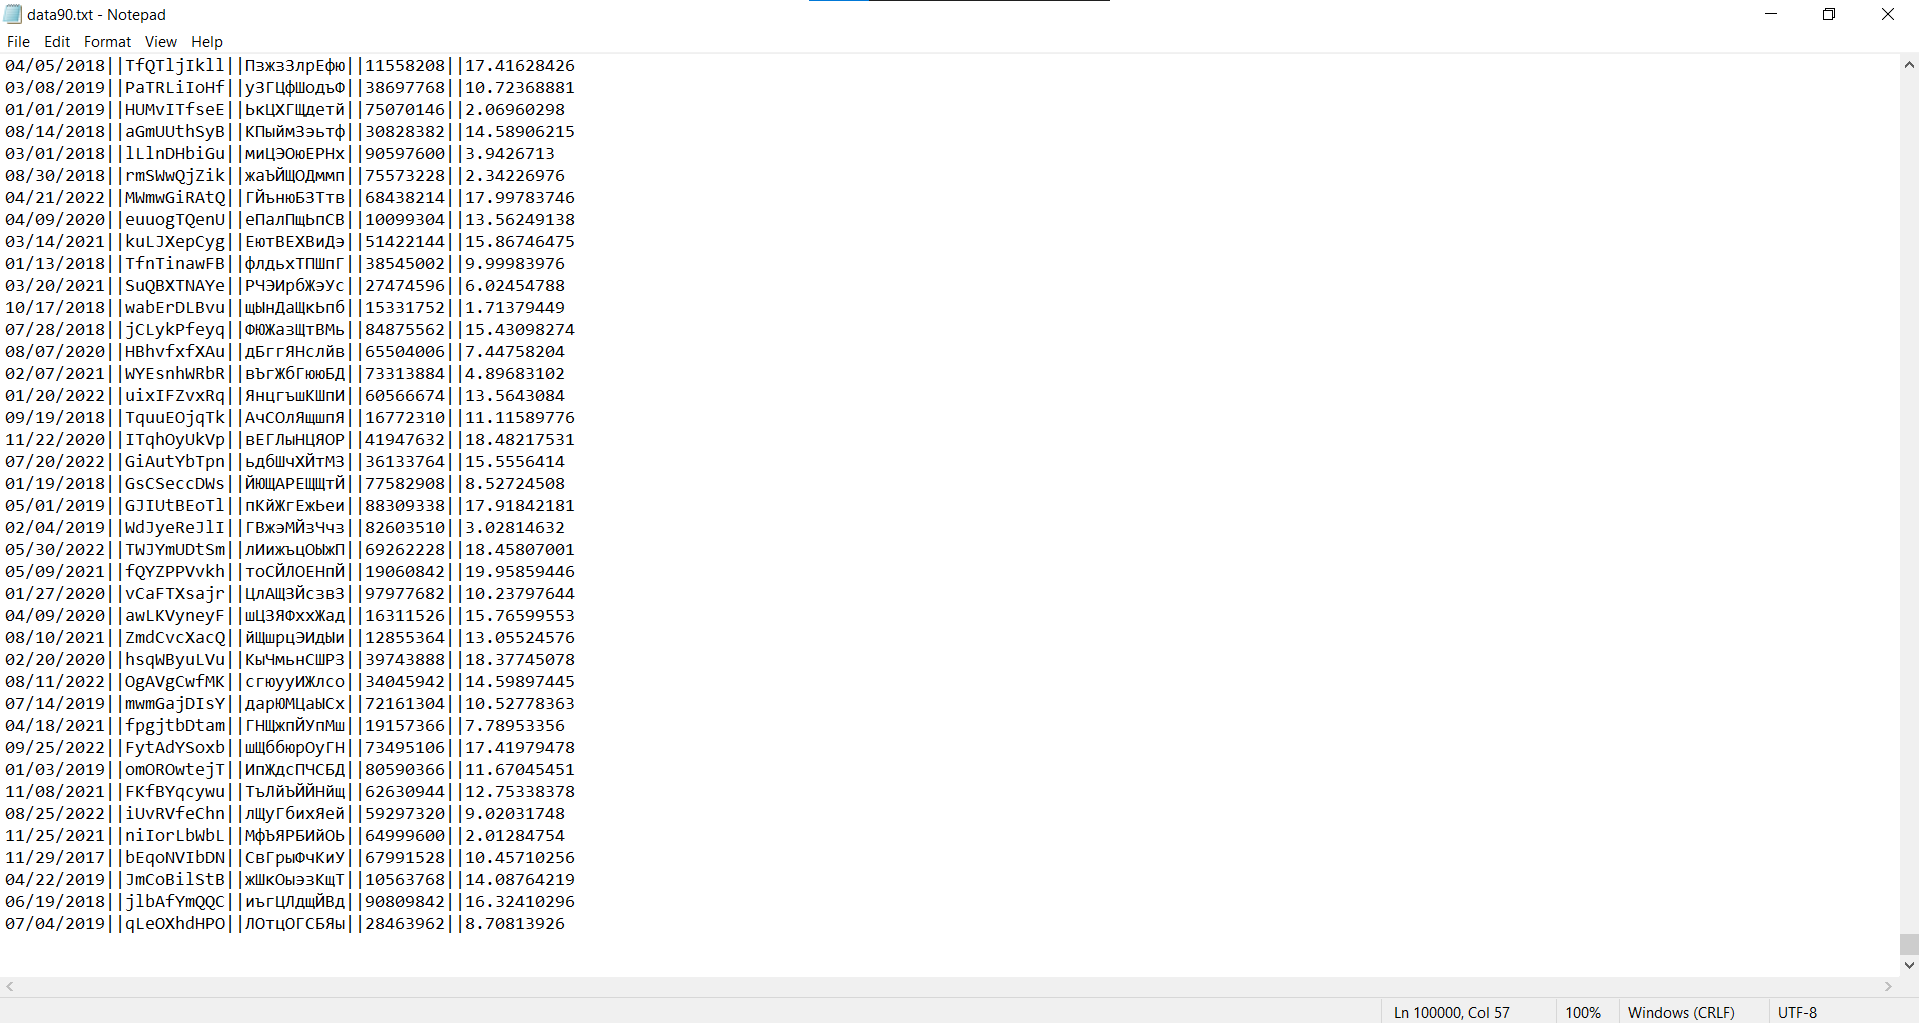 data90.txt - Notepad
File Edit Format View Help
04/05/2018||TfQTljIkll||ПзжзЗлрЕфю||11558208||17.41628426
03/08/2019||PaTRLiIoHf||уЗГЦфШодъФ||38697768||10.72368881
01/01/2019||HUMvITfseE||ЬкЦХГЩдетй||75070146||2.06960298
08/14/2018||aGmUUthSyB||КПыймЗэьтф||30828382||14.58906215
03/01/2018||lLlnDHbiGu||миЦЭОюЕРНх||90597600||3.9426713
08/30/2018||rmSWwQjZik||жаЪЙЩОДммп||75573228||2.34226976
04/21/2022||MWmwGiRAtQ||ГЙънюБЗТтв||68438214||17.99783746
04/09/2020||euuogTQenU||еПалПщЬпСВ||10099304||13.56249138
03/14/2021||kuLJXepCyg||ЕютВЕХВиДэ||51422144||15.86746475
01/13/2018||TfnTinawFB||флдьхТПШпГ||38545002||9.99983976
03/20/2021||SuQBXTNAYe||РЧЭИрбЖэУс||27474596||6.02454788
10/17/2018||wabErDLBvu||щЫнДаЩкЬпб||15331752||1.71379449
07/28/2018||jCLykPfeyq||ФЮЖазЩтВМь||84875562||15.43098274
08/07/2020||HBhvfxfXAu||дБггЯНслйв||65504006||7.44758204
02/07/2021||WYEsnhWRbR||вЪгЖбГююБД||73313884||4.89683102
01/20/2022||uixIFZvxRq||ЯнцгъшКШпИ||60566674||13.5643084
09/19/2018||TquuEOjqTk||АчСОлЯщшпЯ||16772310||11.11589776
11/22/2020||ITqhOyUkVp||вЕГЛыНЦЯОР||41947632||18.48217531
07/20/2022||GiAutYbTpn||ьдбШчХЙтМЗ||36133764||15.5556414
01/19/2018||GsCSeccDWs||ЙЮЩАРЕЩЩтЙ||77582908||8.52724508
05/01/2019||GJIUtBEoTl||пКйЖгЕжЬеи||88309338||17.91842181
02/04/2019||WdJyeReJlI||ГВжэМЙзЧчз||82603510||3.02814632
05/30/2022||TWJYmUDtSm||лИижъцОЫжП||69262228||18.45807001
05/09/2021||fQYZPPVvkh||тоСЙЛОЕНпЙ||19060842||19.95859446
01/27/2020||vCaFTXsajr||ЦлАЩЗЙсзвЗ||97977682||10.23797644
04/09/2020||awLKVyneyF||шЦЗЯФххЖад||16311526||15.76599553
08/10/2021||ZmdCvcXacQ||йЩшрцЭИдЫи||12855364||13.05524576
02/20/2020||hsqWByuLVu||КыЧмьнСШРЗ||39743888||18.37745078
08/11/2022||OgAVgCwfMK||сгюууИЖлсо||34045942||14.59897445
07/14/2019||mwmGajDIsY||дарЮМЦаЫСх||72161304||10.52778363
04/18/2021||fpgjtbDtam||ГНЩжпЙУпМш||19157366||7.78953356
09/25/2022||FytAdYSoxb||шЩббюрОуГН||73495106||17.41979478
01/03/2019||omOROwtejT||ИпЖдсПЧСБД||80590366||11.67045451
11/08/2021||FKfBYqcywu||ТъЛйЪЙЙНйщ||62630944||12.75338378
08/25/2022||iUvRVfeChn||лЩуГбихЯей||59297320||9.02031748
11/25/2021||niIorLbWbL||МфЪЯРБИйОЬ||64999600||2.01284754
11/29/2017||bEqoNVIbDN||СвГрыФчКиУ||67991528||10.45710256
04/22/2019||JmCoBilStB||жШкОыэзКщТ||10563768||14.08764219
06/19/2018||jlbAfYmQQC||иъгЦЛдщЙВд||90809842||16.32410296
07/04/2019||qLeOXhdHPO||ЛОтцОГСБЯы||28463962||8.70813926
Ln 100000, Col 57 100% Windows (CRLF) UTF-8